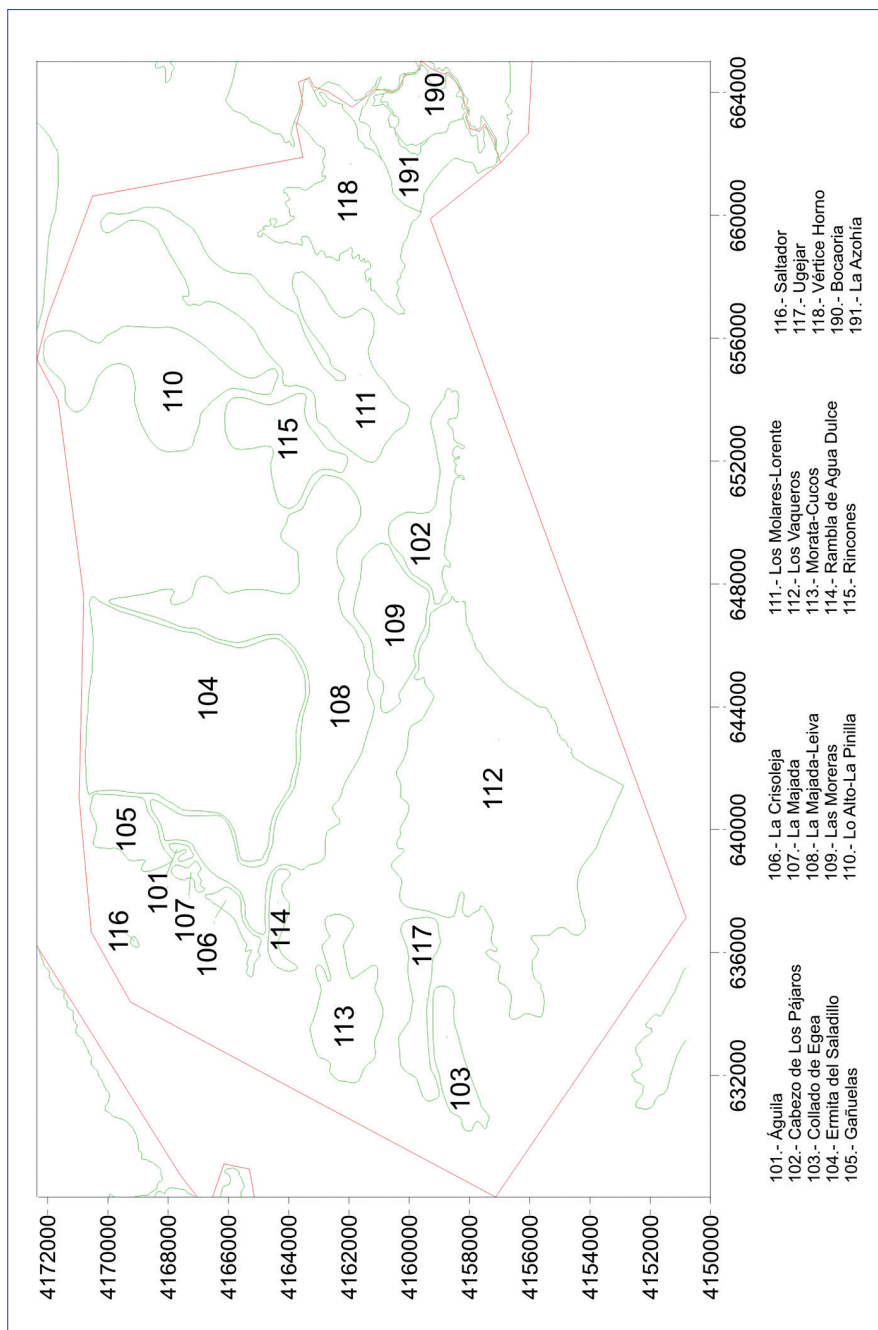 4172000
4170000
4168000
4166000
4164000
4162000
4160000
4158000
4156000
4154000
4152000
4150000
116
105
101
110
107
106
104
114
115
108
113
118
111
109
191
102
117
190
103
112
632000 636000 640000 644000 648000 652000 656000 660000 664000
101.- Águila
102.- Cabezo de Los Pájaros
103.- Collado de Egea
104.- Ermita del Saladillo
105.- Gañuelas
106.- La Crisoleja
107.- La Majada
108.- La Majada-Leiva
109.- Las Moreras
110.- Lo Alto-La Pinilla
111.- Los Molares-Lorente
112.- Los Vaqueros
113.- Morata-Cucos
114.- Rambla de Agua Dulce
115.- Rincones
116.- Saltador
117.- Ugejar
118.- Vértice Horno
190.- Bocaoria
191.- La Azohía